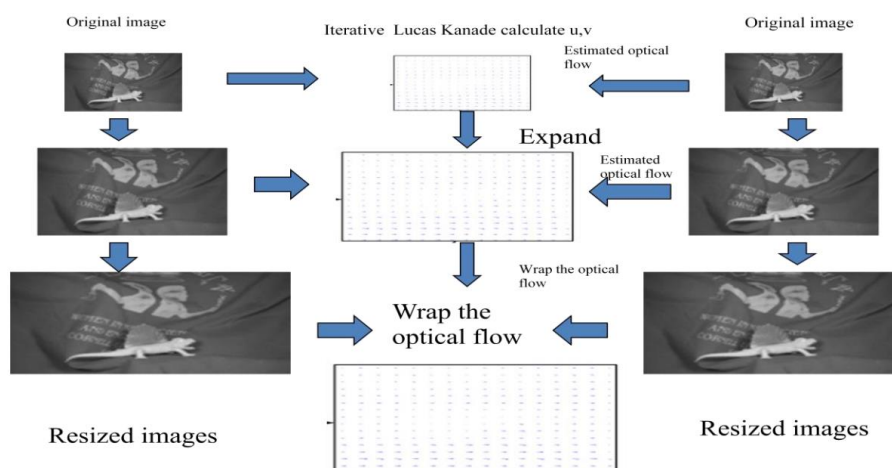 Original image
Iterative Lucas Kanade calculate u,v
Original image
Estimated optical
flow
Expand
Estimated
optical flow
Wrap the optical
flow
Wrap the
optical flow
Resized images
Resized images